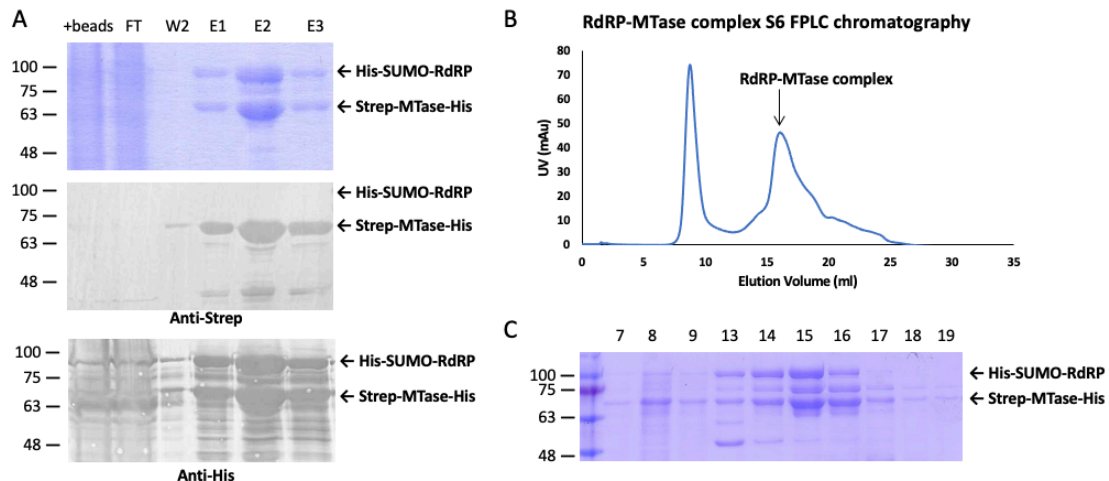 A
+beads FT W2 E1 E2 E3
100
75
63
48
← His-SUMO-RdRP
← Strep-MTase-His
100
75
63
48
← His-SUMO-RdRP
← Strep-MTase-His
Anti-Strep
100
75
63
48
← His-SUMO-RdRP
← Strep-MTase-His
Anti-His
B
RdRP-MTase complex S6 FPLC chromatography
RdRP-MTase complex
UV (mAu)
80
70
60
50
40
30
20
10
0
0 5 10 15 20 25 30 35
Elution Volume (ml)
C
7 8 9 13 14 15 16 17 18 19
100
75
63
48
← His-SUMO-RdRP
← Strep-MTase-His